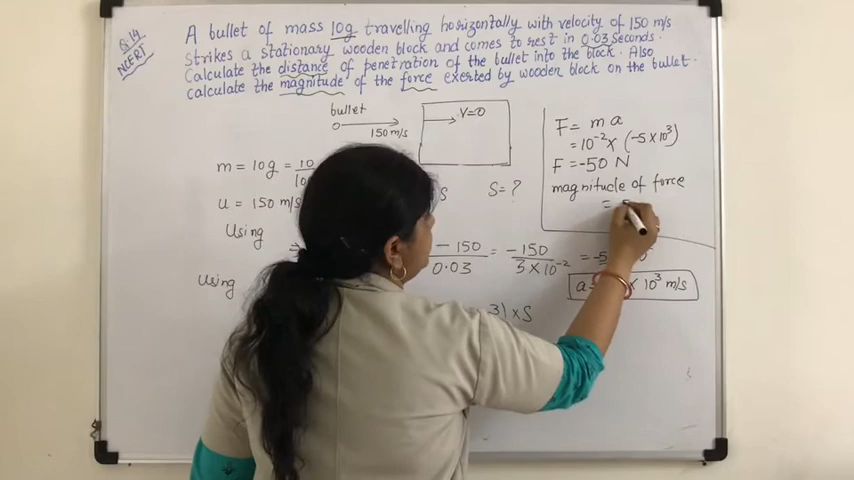 Q.14
NCERT
A bullet of mass 10g travelling horizontally with velocity of 150 m/s
strikes a stationary wooden block and comes to rest in 0.03 seconds.
Calculate the distance of penetration of the bullet into the block. Also
calculate the magnitude of the force exerted by wooden block on the bullet.
bullet
150 m/s
V=0
m = 10g = 10
u = 150 m/s
S = ?
Using
- 150
0.03
= -150
3 × 10⁻²
Using
3) × S
F = m a
= 10⁻² × (-5 × 10³)
F = -50 N
magnitude of force
=
= -5
a
× 10³ m/s